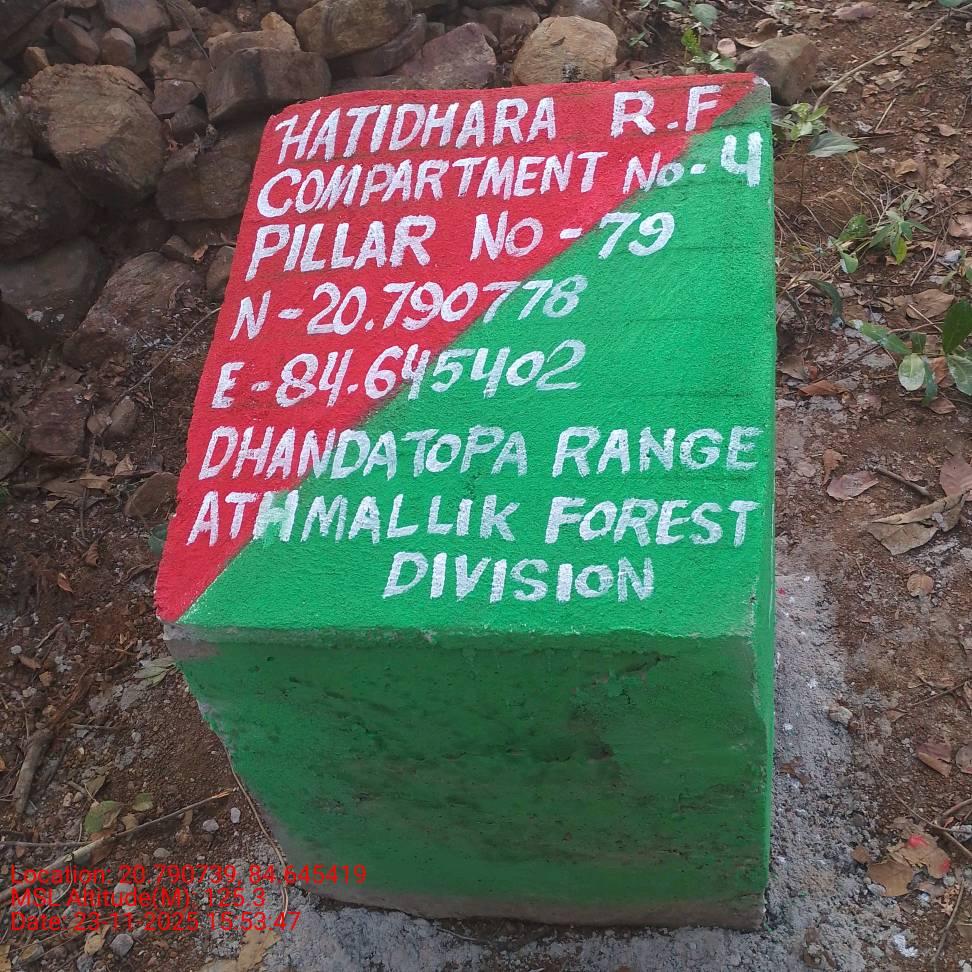 HATIDHARA R.F
COMPARTMENT No-4
PILLAR No-79
N-20.790778
E-84.645402
DHANDATOPA RANGE
ATHMALLIK FOREST
DIVISION
Location: 20.790739, 84.645419
MSL Altitude(M): 125.3
Date: 23-11-2025 15:53:47